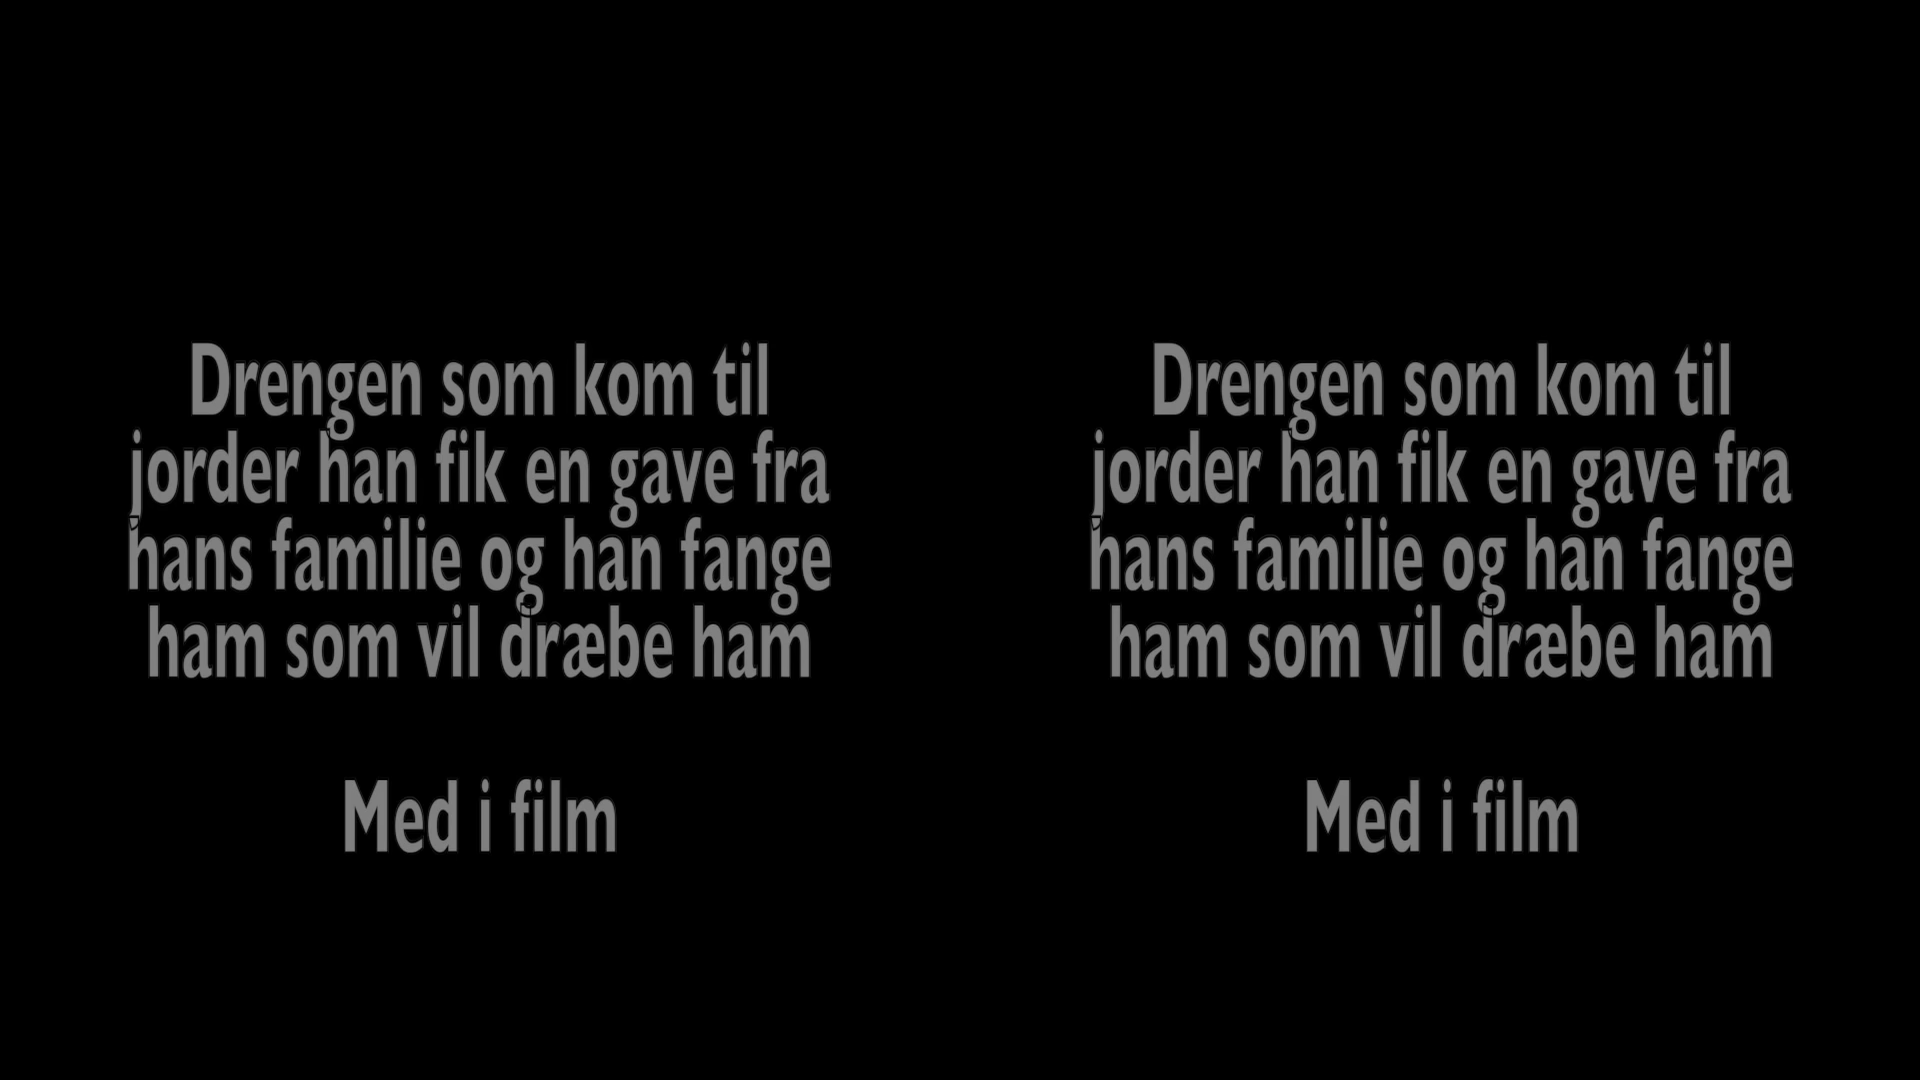 Drengen som kom til
jorder han fik en gave fra
hans familie og han fange
ham som vil dræbe ham
Med i film
Drengen som kom til
jorder han fik en gave fra
hans familie og han fange
ham som vil dræbe ham
Med i film